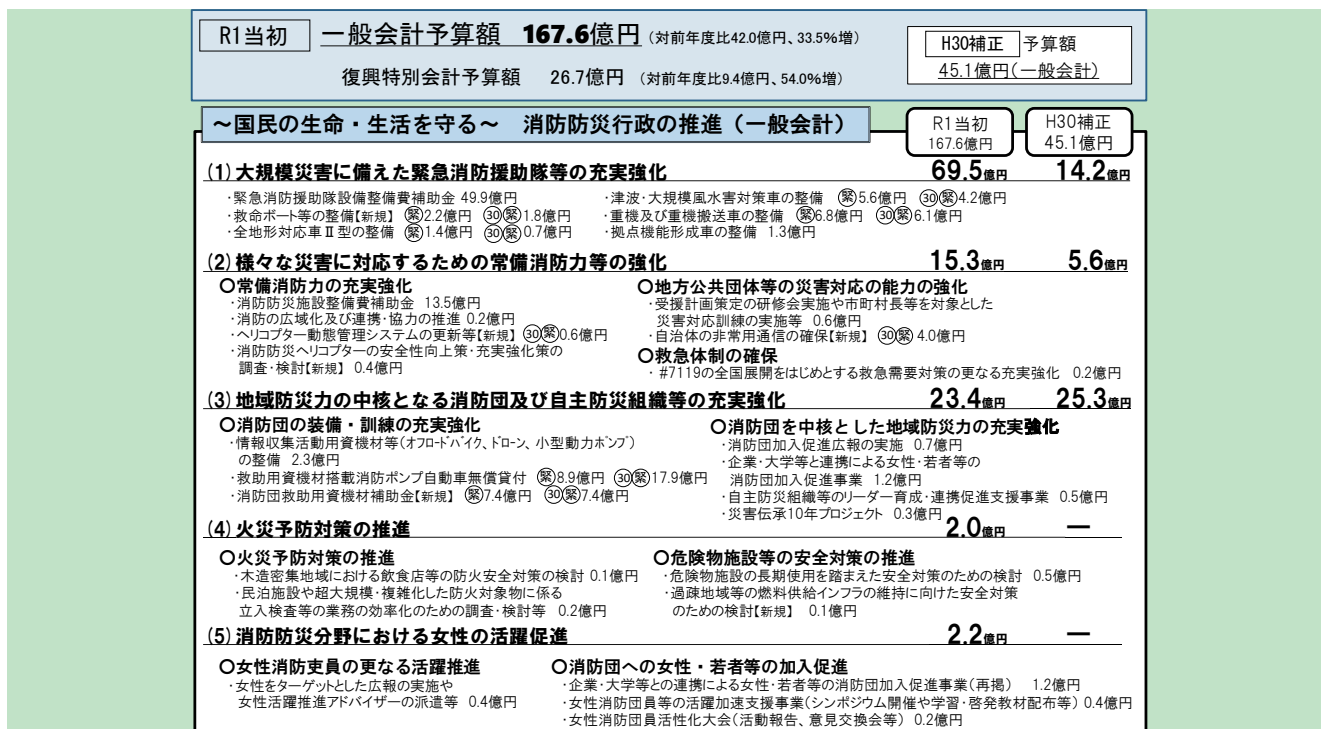 R1当初 一般会計予算額 167.6億円（対前年度比42.0億円、33.5%増）
復興特別会計予算額 26.7億円（対前年度比9.4億円、54.0%増）
H30補正 予算額
45.1億円(一般会計)
～国民の生命・生活を守る～ 消防防災行政の推進（一般会計）
R1当初
167.6億円
H30補正
45.1億円
(1)大規模災害に備えた緊急消防援助隊等の充実強化 69.5億円 14.2億円
・緊急消防援助隊設備整備費補助金 49.9億円
・救命ボート等の整備【新規】 ㊬2.2億円 ㉚㊬1.8億円
・全地形対応車Ⅱ型の整備 ㊬1.4億円 ㉚㊬0.7億円
・津波・大規模風水害対策車の整備 ㊬5.6億円 ㉚㊬4.2億円
・重機及び重機搬送車の整備 ㊬6.8億円 ㉚㊬6.1億円
・拠点機能形成車の整備 1.3億円
(2)様々な災害に対応するための常備消防力等の強化 15.3億円 5.6億円
○常備消防力の充実強化
・消防防災施設整備費補助金 13.5億円
・消防の広域化及び連携・協力の推進 0.2億円
・ヘリコプター動態管理システムの更新等【新規】 ㉚㊬0.6億円
・消防防災ヘリコプターの安全性向上策・充実強化策の
調査・検討【新規】 0.4億円
○地方公共団体等の災害対応の能力の強化
・受援計画策定の研修会実施や市町村長等を対象とした
災害対応訓練の実施等 0.6億円
・自治体の非常用通信の確保【新規】 ㉚㊬ 4.0億円
○救急体制の確保
・ #7119の全国展開をはじめとする救急需要対策の更なる充実強化 0.2億円
(3)地域防災力の中核となる消防団及び自主防災組織等の充実強化 23.4億円 25.3億円
○消防団の装備・訓練の充実強化
・情報収集活動用資機材等(オフロードバイク、ドローン、小型動力ポンプ)
の整備 2.3億円
・救助用資機材搭載消防ポンプ自動車無償貸付 ㊬8.9億円 ㉚㊬17.9億円
・消防団救助用資機材補助金【新規】 ㊬7.4億円 ㉚㊬7.4億円
○消防団を中核とした地域防災力の充実強化
・消防団加入促進広報の実施 0.7億円
・企業・大学等と連携による女性・若者等の
消防団加入促進事業 1.2億円
・自主防災組織等のリーダー育成・連携促進支援事業 0.5億円
・災害伝承10年プロジェクト 0.3億円
(4)火災予防対策の推進 2.0億円 ―
○火災予防対策の推進
・木造密集地域における飲食店等の防火安全対策の検討 0.1億円
・民泊施設や超大規模・複雑化した防火対象物に係る
立入検査等の業務の効率化のための調査・検討等 0.2億円
○危険物施設等の安全対策の推進
・危険物施設の長期使用を踏まえた安全対策のための検討 0.5億円
・過疎地域等の燃料供給インフラの維持に向けた安全対策
のための検討【新規】 0.1億円
(5)消防防災分野における女性の活躍促進 2.2億円 ―
○女性消防吏員の更なる活躍推進
・女性をターゲットとした広報の実施や
女性活躍推進アドバイザーの派遣等 0.4億円
○消防団への女性・若者等の加入促進
・企業・大学等との連携による女性・若者等の消防団加入促進事業(再掲) 1.2億円
・女性消防団員等の活躍加速支援事業(シンポジウム開催や学習・啓発教材配布等) 0.4億円
・女性消防団員活性化大会(活動報告、意見交換会等) 0.2億円